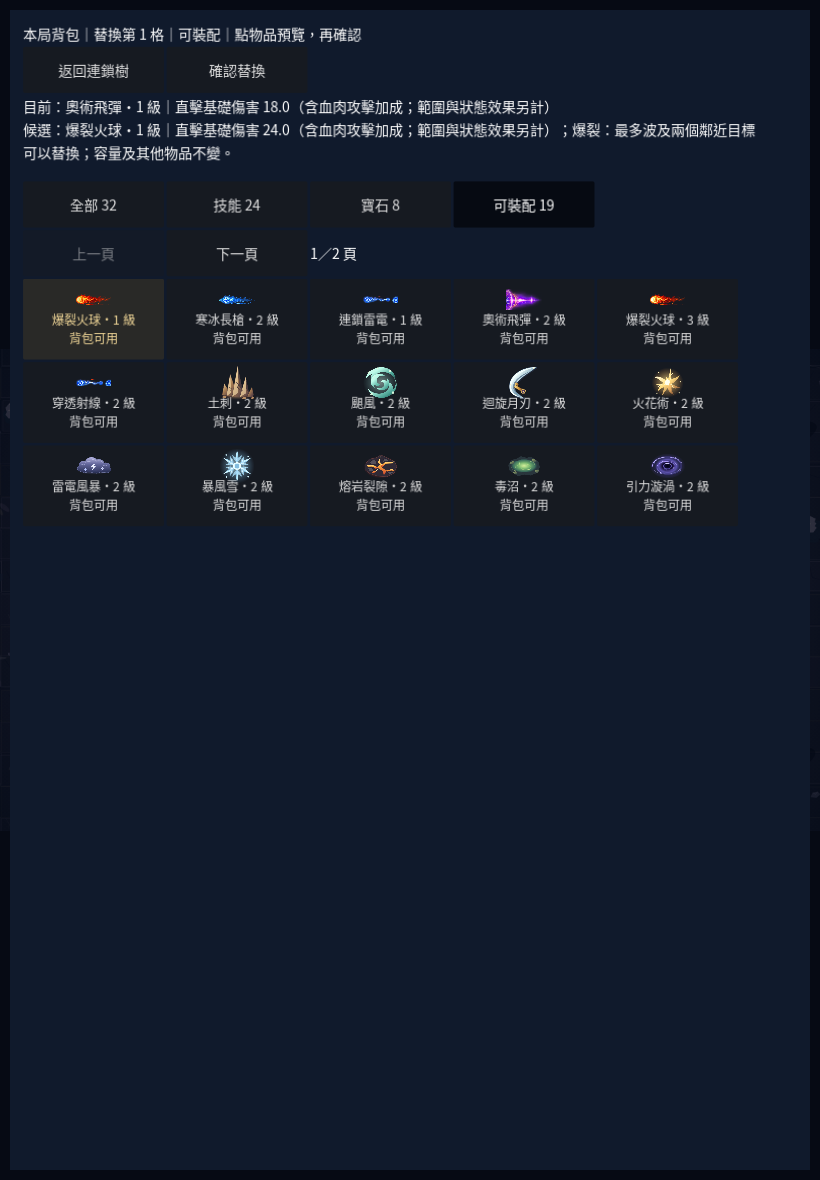 本局背包｜替換第 1 格｜可裝配｜點物品預覽，再確認
返回連鎖樹 確認替換
目前：奧術飛彈・1 級｜直擊基礎傷害 18.0（含血肉攻擊加成；範圍與狀態效果另計）
候選：爆裂火球・1 級｜直擊基礎傷害 24.0（含血肉攻擊加成；範圍與狀態效果另計）；爆裂：最多波及兩個鄰近目標
可以替換；容量及其他物品不變。
全部 32 技能 24 寶石 8 可裝配 19
上一頁 下一頁 1／2 頁
爆裂火球・1 級 寒冰長槍・2 級 連鎖雷電・1 級 奧術飛彈・2 級 爆裂火球・3 級
背包可用 背包可用 背包可用 背包可用 背包可用
穿透射線・2 級 土刺・2 級 颶風・2 級 迴旋月刃・2 級 火花術・2 級
背包可用 背包可用 背包可用 背包可用 背包可用
雷電風暴・2 級 暴風雪・2 級 熔岩裂隙・2 級 毒沼・2 級 引力漩渦・2 級
背包可用 背包可用 背包可用 背包可用 背包可用